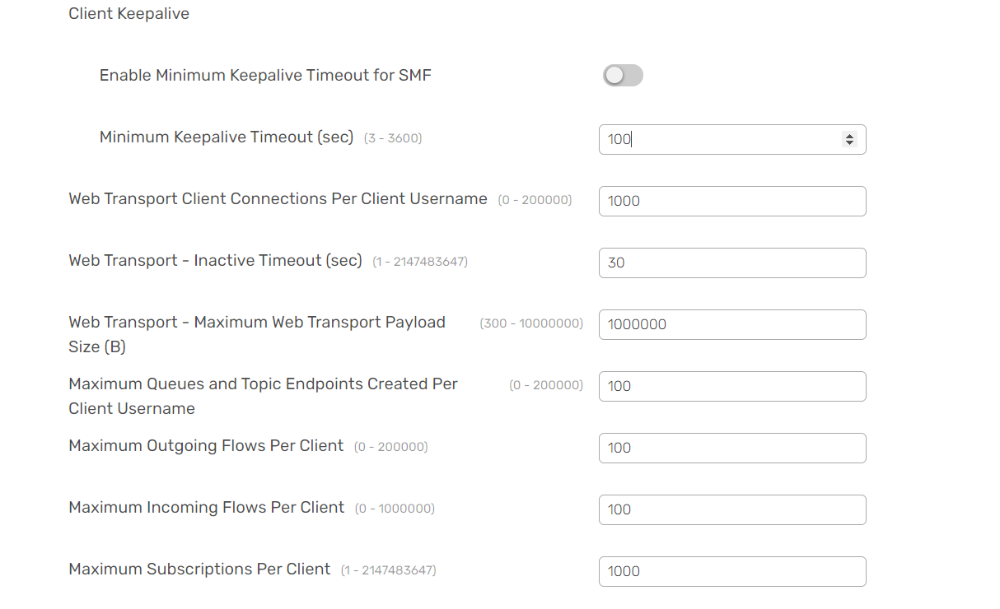 Client Keepalive
Enable Minimum Keepalive Timeout for SMF
Minimum Keepalive Timeout (sec) (3 - 3600) 100
Web Transport Client Connections Per Client Username (0 - 200000) 1000
Web Transport - Inactive Timeout (sec) (1 - 2147483647) 30
Web Transport - Maximum Web Transport Payload (300 - 10000000) 1000000
Size (B)
Maximum Queues and Topic Endpoints Created Per (0 - 200000) 100
Client Username
Maximum Outgoing Flows Per Client (0 - 200000) 100
Maximum Incoming Flows Per Client (0 - 1000000) 100
Maximum Subscriptions Per Client (1 - 2147483647) 1000